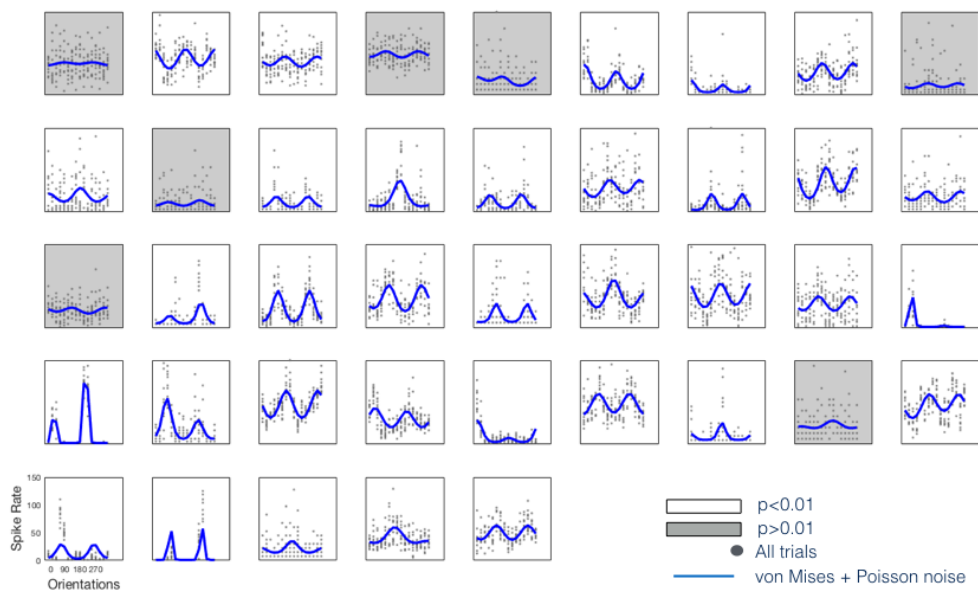 150
100
50
0
Spike Rate
0 90 180 270
Orientations
p<0.01
p>0.01
All trials
von Mises + Poisson noise